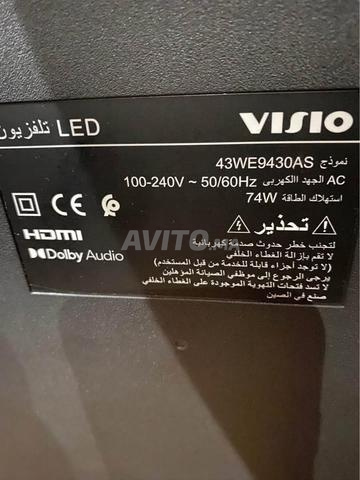 VISIO
تلفزيون LED
نموذج 43WE9430AS
الجهد الكهربى AC 100-240V ~ 50/60Hz
استهلاك الطاقة 74W
CE
HDMI
Dolby Audio
تحذير
لتجنب خطر حدوث صدمة كهربائية
لا تقم بإزالة الغطاء الخلفي
(لا توجد أجزاء قابلة للخدمة من قبل المستخدم)
يرجى الرجوع إلى موظفي الصيانة المؤهلين
لا تسد فتحات التهوية الموجودة على الغطاء الخلفي
صنع في الصين
AVITO